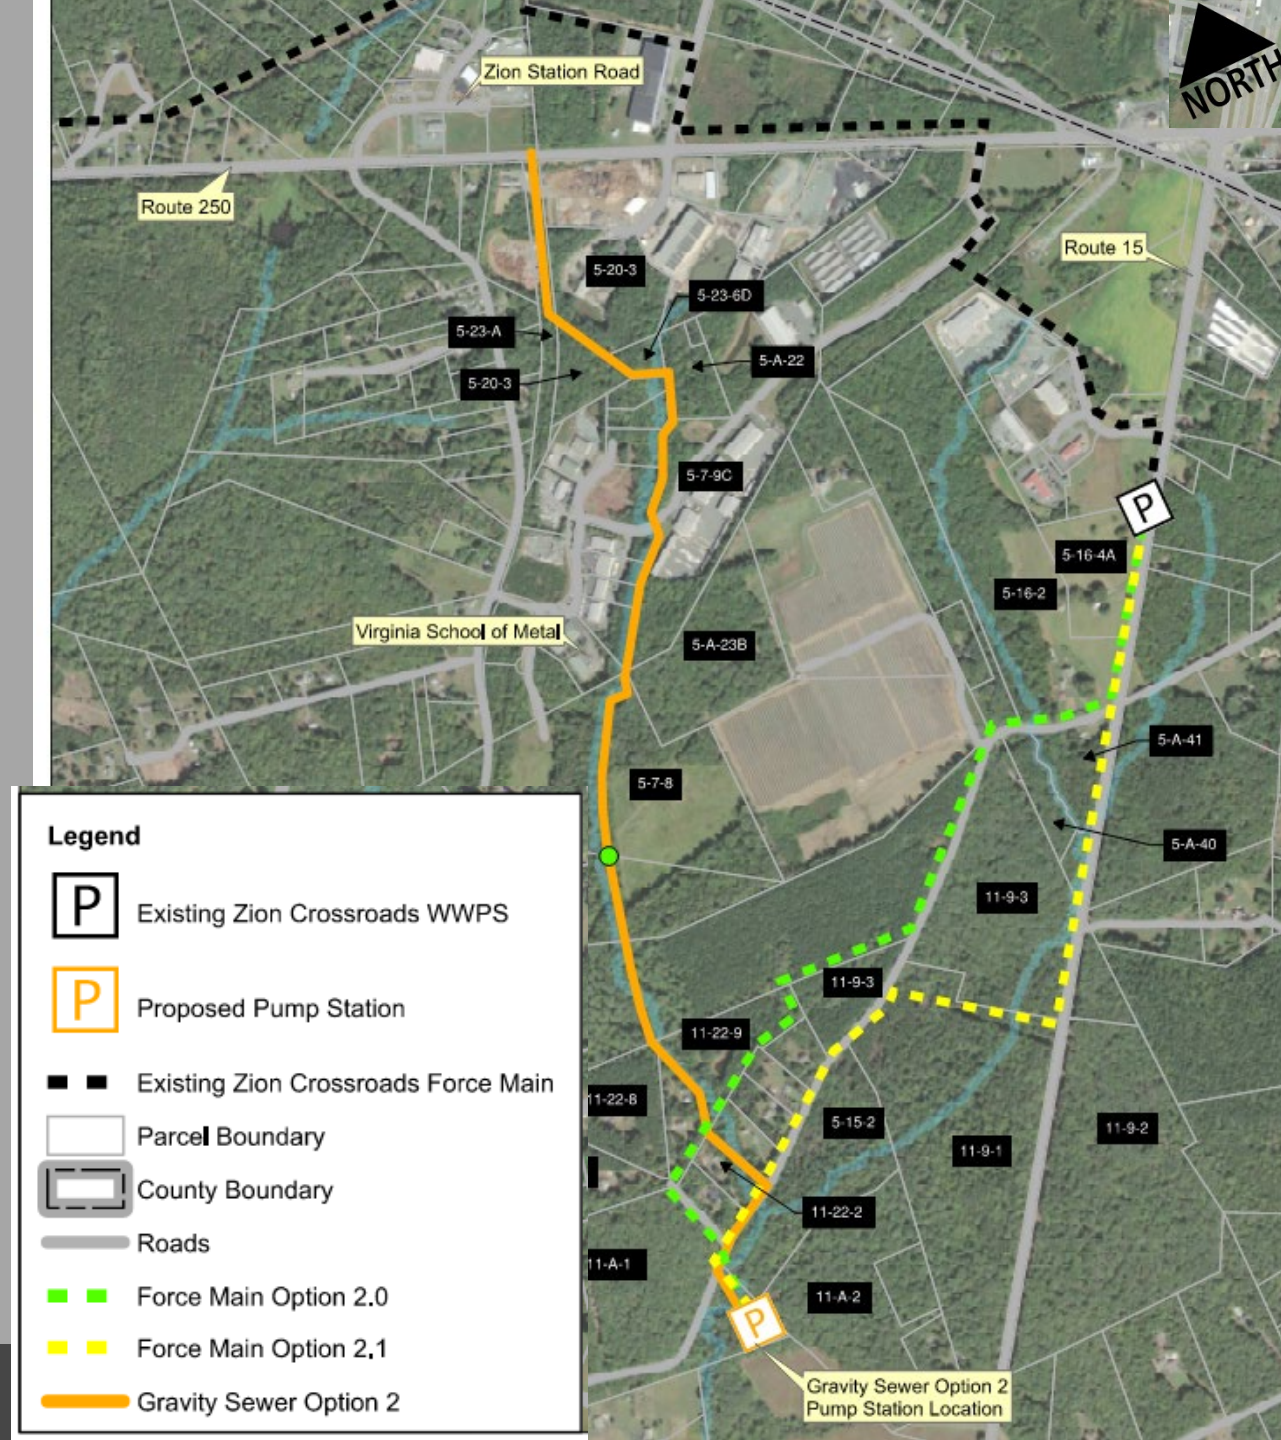 NORTH
Zion Station Road
Route 250
Route 15
5-20-3
5-23-6D
5-23-A
5-A-22
5-20-3
5-7-9C
P
5-16-4A
5-16-2
Virginia School of Metal
5-A-23B
5-A-41
5-7-8
5-A-40
11-9-3
11-9-3
11-22-9
11-22-8
5-15-2
11-9-2
11-9-1
11-22-2
11-A-1
11-A-2
P
Gravity Sewer Option 2
Pump Station Location
Legend
P Existing Zion Crossroads WWPS
P Proposed Pump Station
Existing Zion Crossroads Force Main
Parcel Boundary
County Boundary
Roads
Force Main Option 2.0
Force Main Option 2.1
Gravity Sewer Option 2